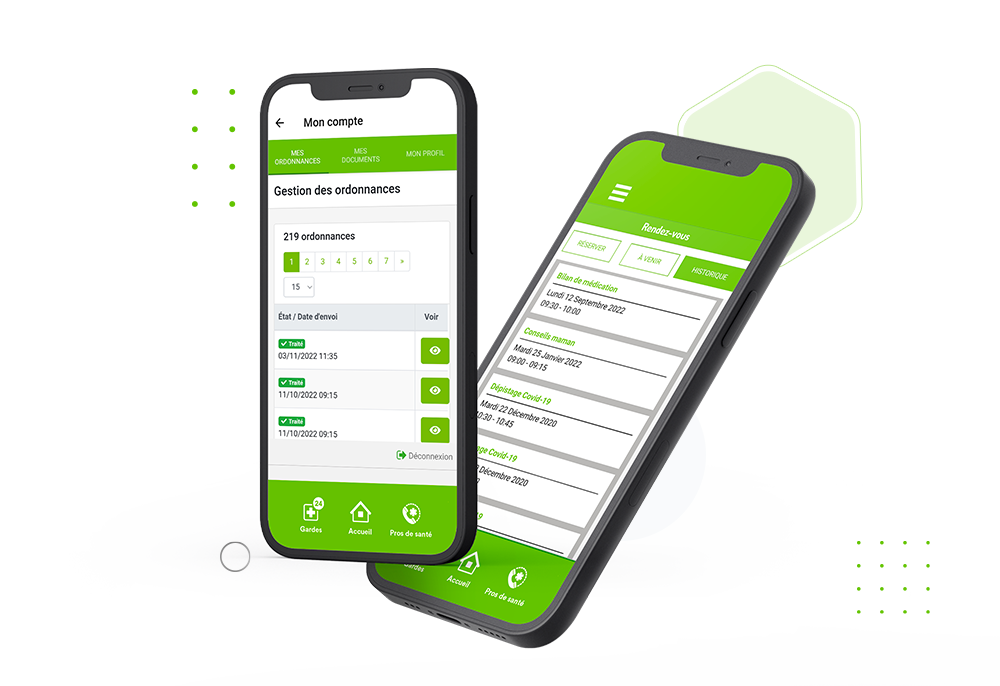 Mon compte
MES
ORDONNANCES
MES
DOCUMENTS
MON PROFIL
Gestion des ordonnances
219 ordonnances
1 2 3 4 5 6 7 »
15
État / Date d'envoi Voir
Traité
03/11/2022 11:35
Traité
11/10/2022 09:15
Traité
11/10/2022 09:15
Déconnexion
24
Gardes Accueil Pros de santé
Rendez-vous
RÉSERVER À VENIR HISTORIQUE
Bilan de médication
Lundi 12 Septembre 2022
09:30 - 10:00
Conseils maman
Mardi 25 Janvier 2022
09:00 - 09:15
Dépistage Covid-19
Mardi 22 Décembre 2020
10:30 - 10:45
age Covid-19
Décembre 2020
Gardes Accueil Pros de santé